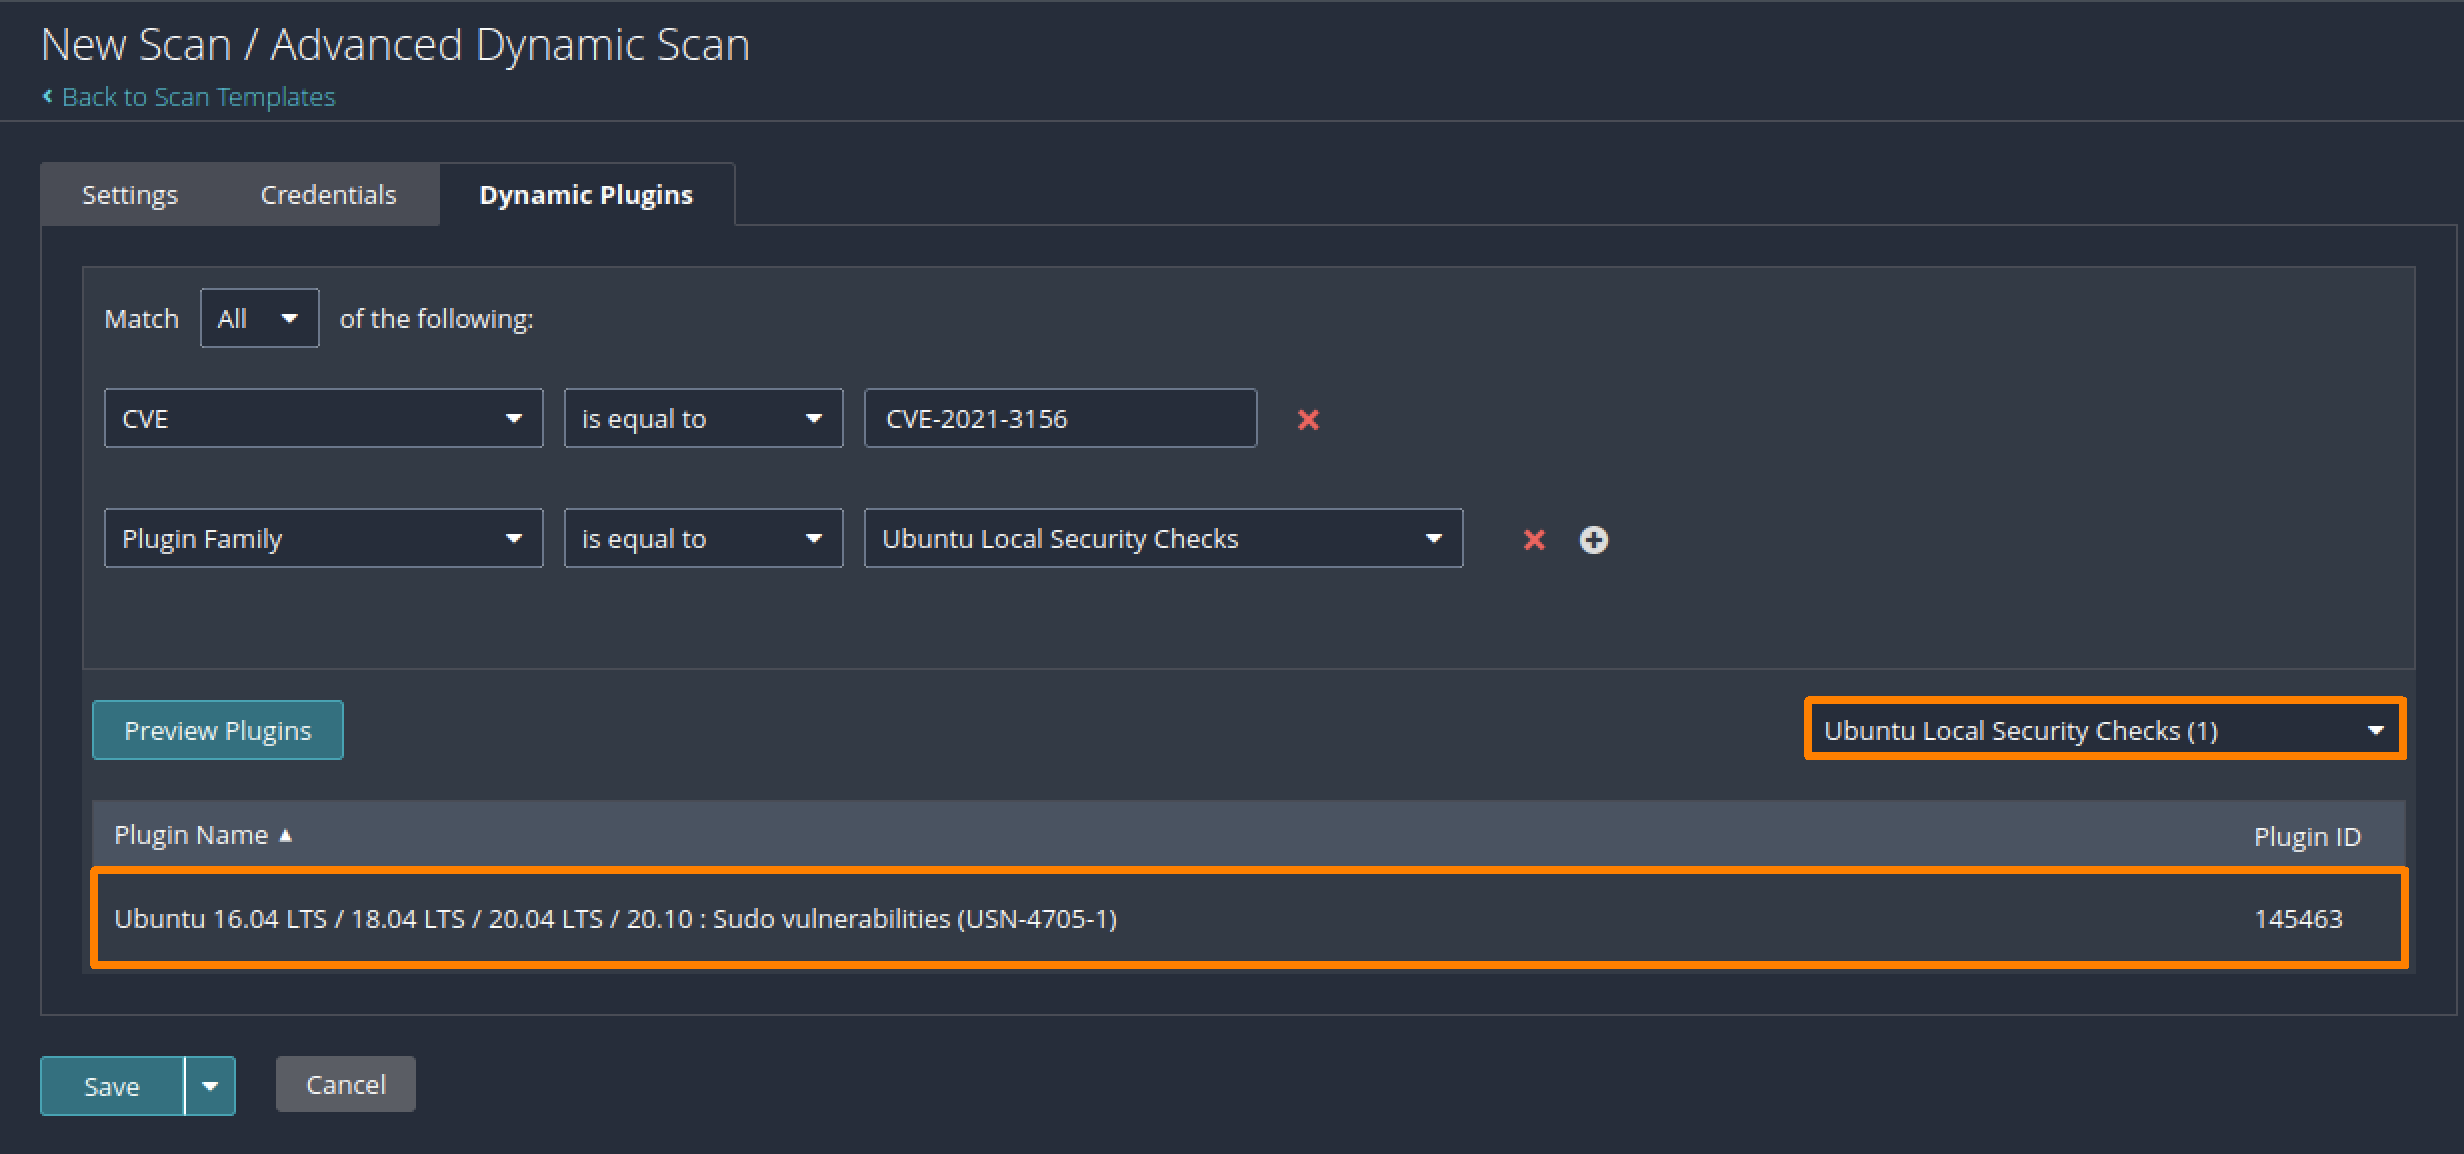 New Scan / Advanced Dynamic Scan
Back to Scan Templates
Settings Credentials Dynamic Plugins
Match All of the following:
CVE is equal to CVE-2021-3156
Plugin Family is equal to Ubuntu Local Security Checks
Preview Plugins Ubuntu Local Security Checks (1)
Plugin Name Plugin ID
Ubuntu 16.04 LTS / 18.04 LTS / 20.04 LTS / 20.10 : Sudo vulnerabilities (USN-4705-1) 145463
Save Cancel